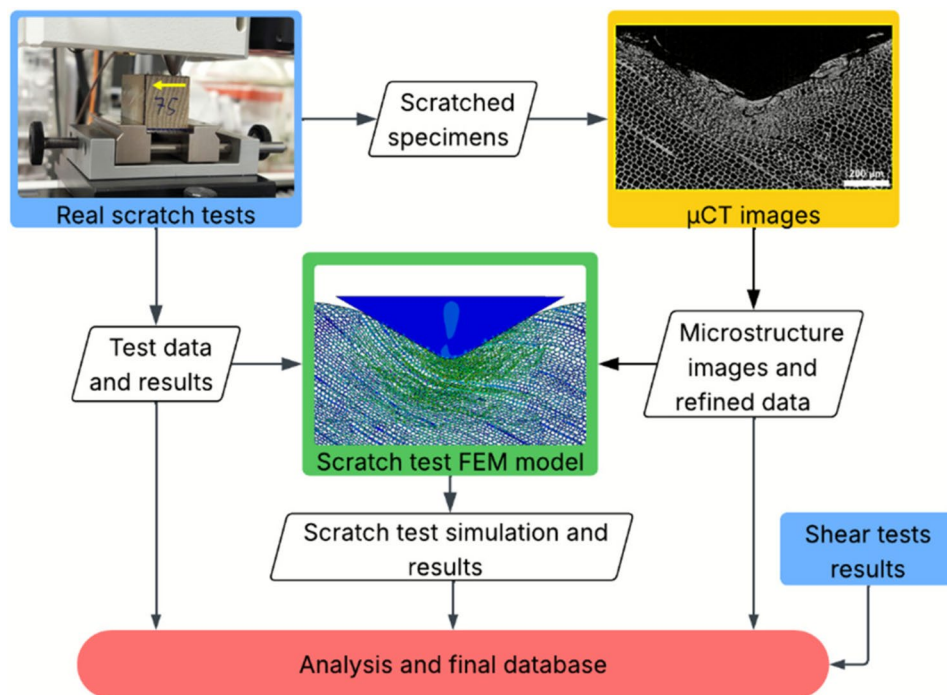 75
Real scratch tests
Scratched
specimens
200 µm
µCT images
Test data
and results
Scratch test FEM model
Microstructure
images and
refined data
Scratch test simulation and
results
Shear tests
results
Analysis and final database